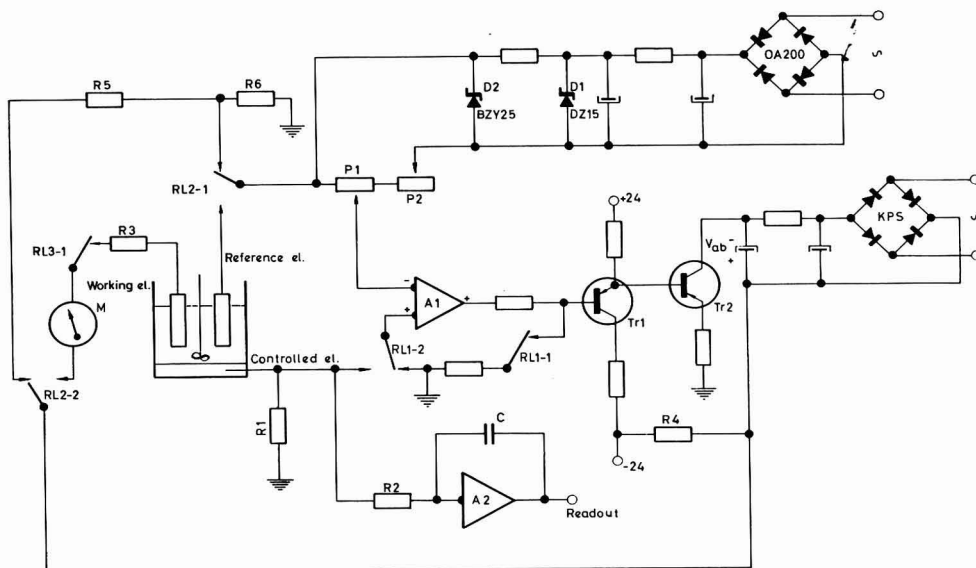 OA200
S
R5
R6
D2
BZY25
D1
DZ15
P1
P2
RL2-1
+24
KPS
S
RL3-1
R3
Reference el.
Working el.
M
- A1 +
+
Vab -
+
Tr1
Tr2
RL1-2
RL1-1
Controlled el.
RL2-2
R1
C
R4
-24
R2
A2
Readout